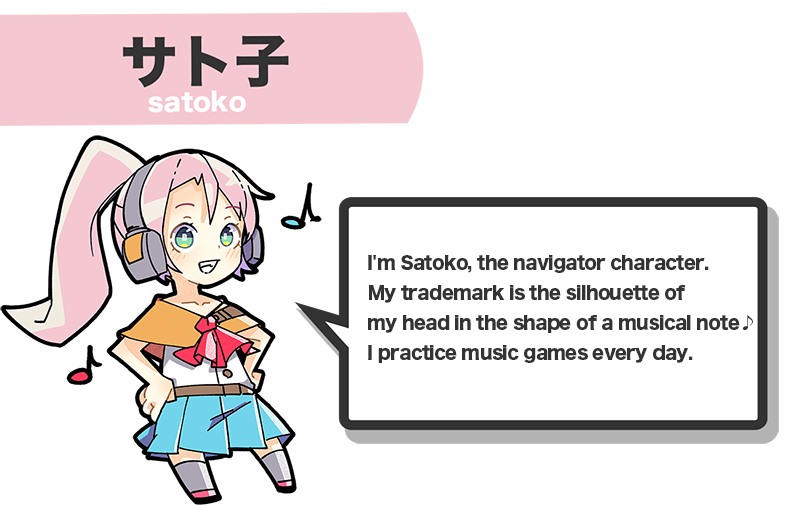 サト子
satoko
I'm Satoko, the navigator character.
My trademark is the silhouette of
my head in the shape of a musical note♪
I practice music games every day.